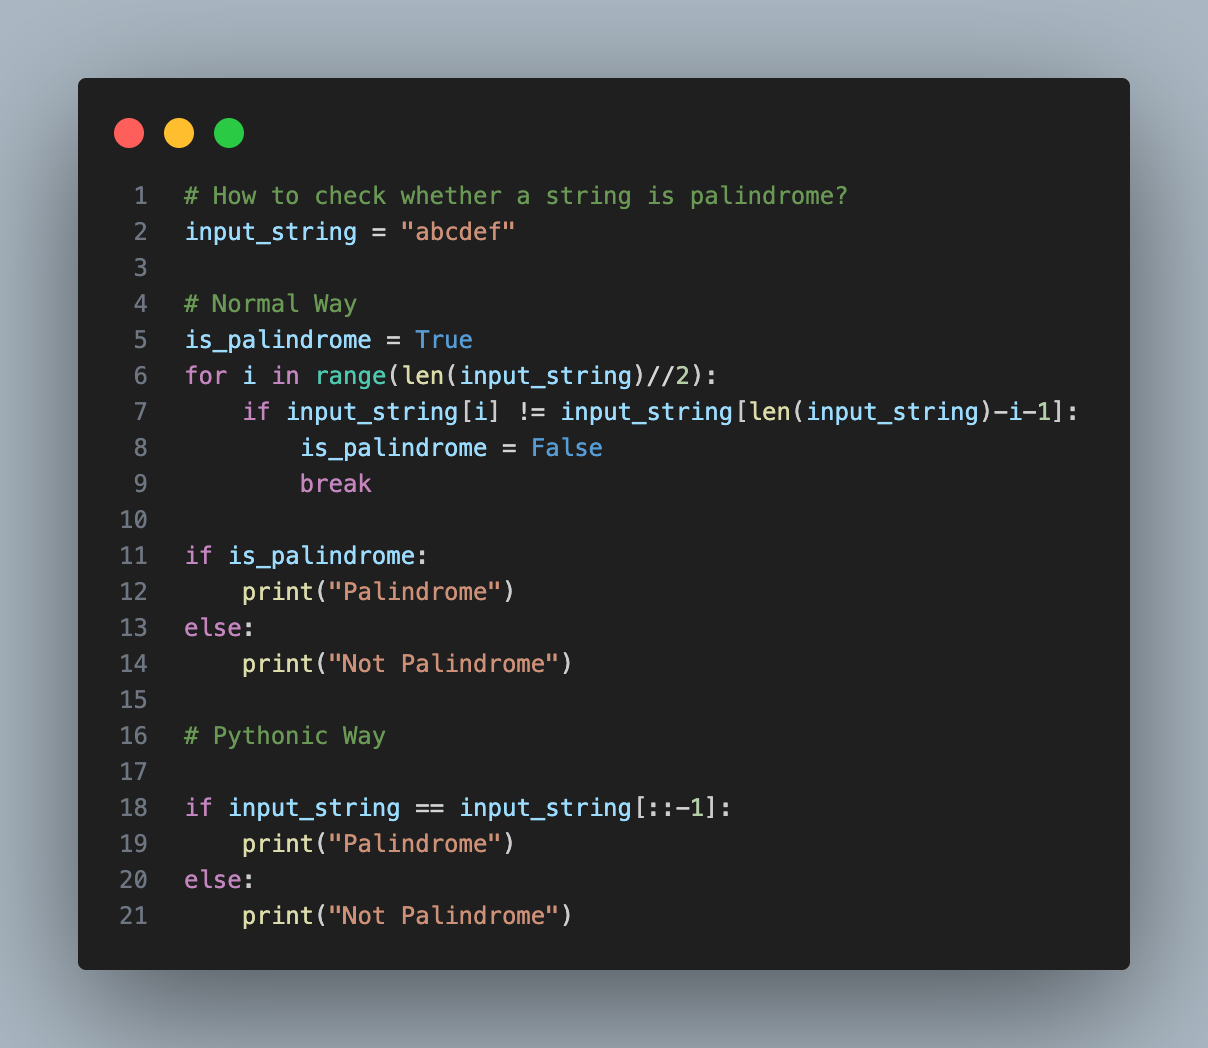 1 # How to check whether a string is palindrome?
2 input_string = "abcdef"
3
4 # Normal Way
5 is_palindrome = True
6 for i in range(len(input_string)//2):
7     if input_string[i] != input_string[len(input_string)-i-1]:
8         is_palindrome = False
9         break
10
11 if is_palindrome:
12     print("Palindrome")
13 else:
14     print("Not Palindrome")
15
16 # Pythonic Way
17
18 if input_string == input_string[::-1]:
19     print("Palindrome")
20 else:
21     print("Not Palindrome")